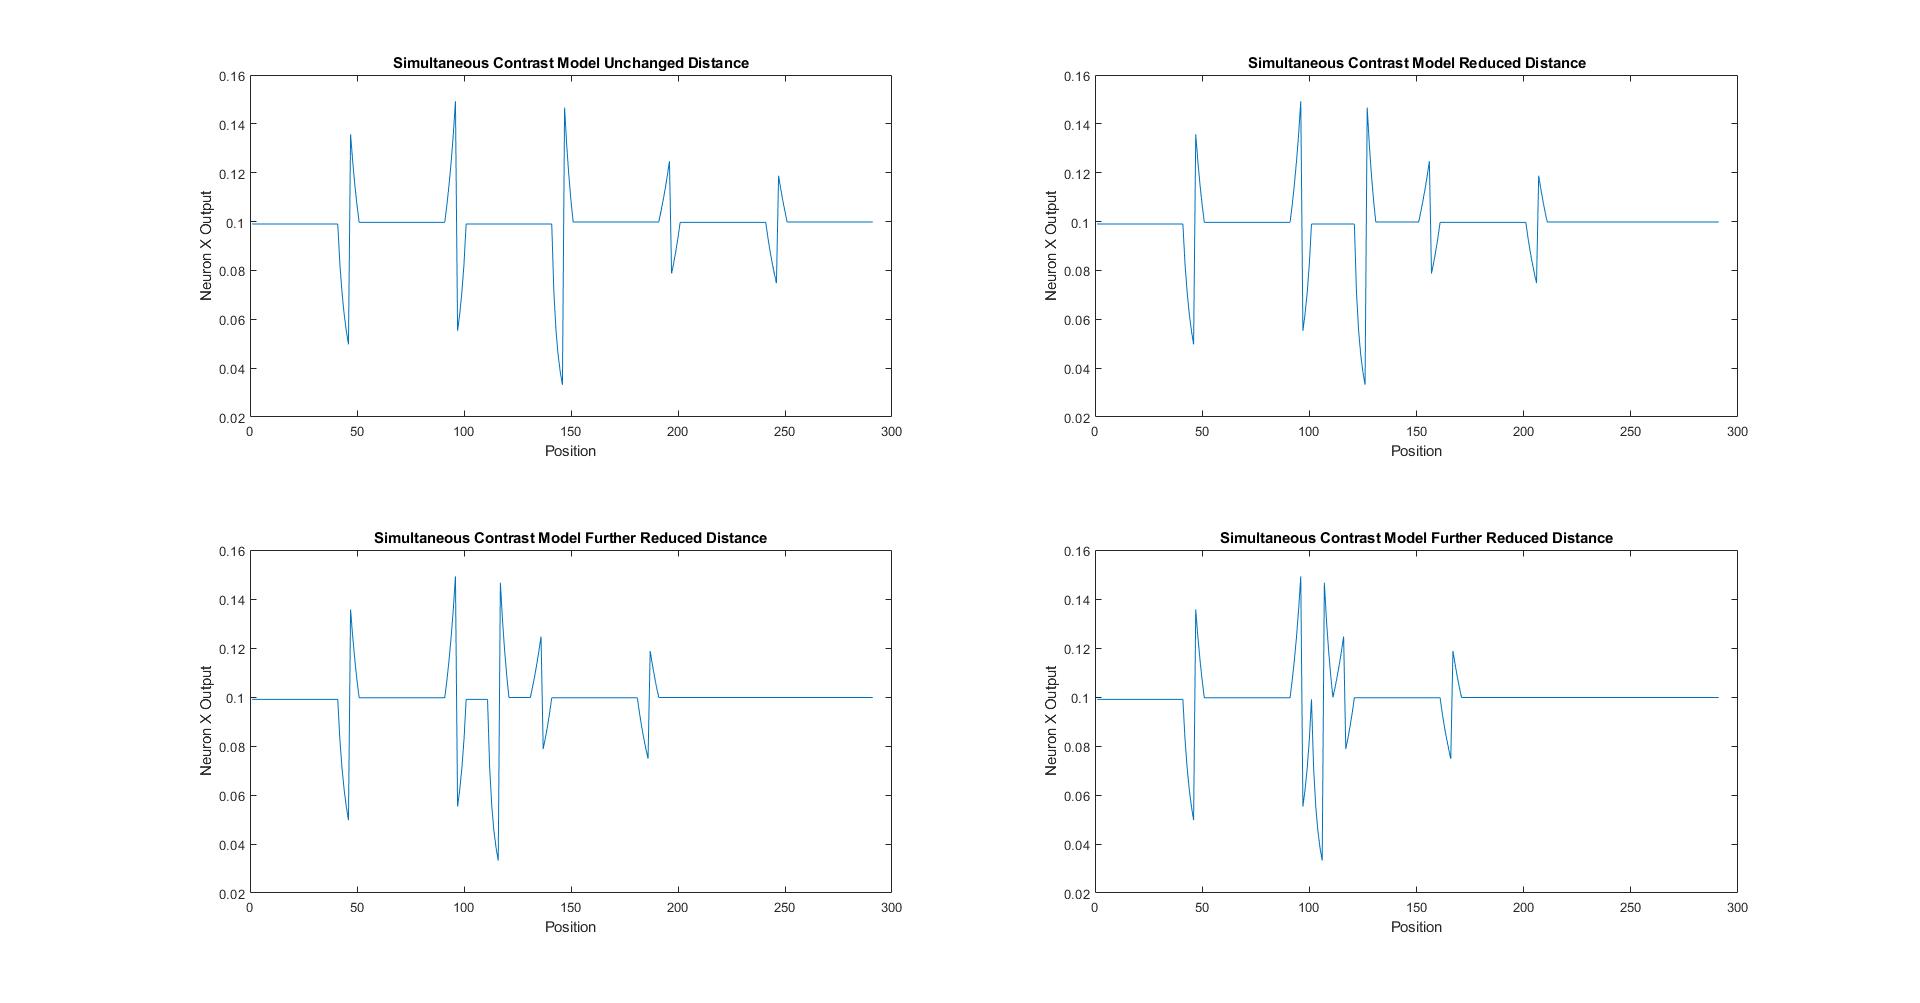 Simultaneous Contrast Model Unchanged Distance
0.16
0.14
0.12
0.1
0.08
0.06
0.04
0.02
Neuron X Output
0 50 100 150 200 250 300
Position
Simultaneous Contrast Model Reduced Distance
0.16
0.14
0.12
0.1
0.08
0.06
0.04
0.02
Neuron X Output
0 50 100 150 200 250 300
Position
Simultaneous Contrast Model Further Reduced Distance
0.16
0.14
0.12
0.1
0.08
0.06
0.04
0.02
Neuron X Output
0 50 100 150 200 250 300
Position
Simultaneous Contrast Model Further Reduced Distance
0.16
0.14
0.12
0.1
0.08
0.06
0.04
0.02
Neuron X Output
0 50 100 150 200 250 300
Position